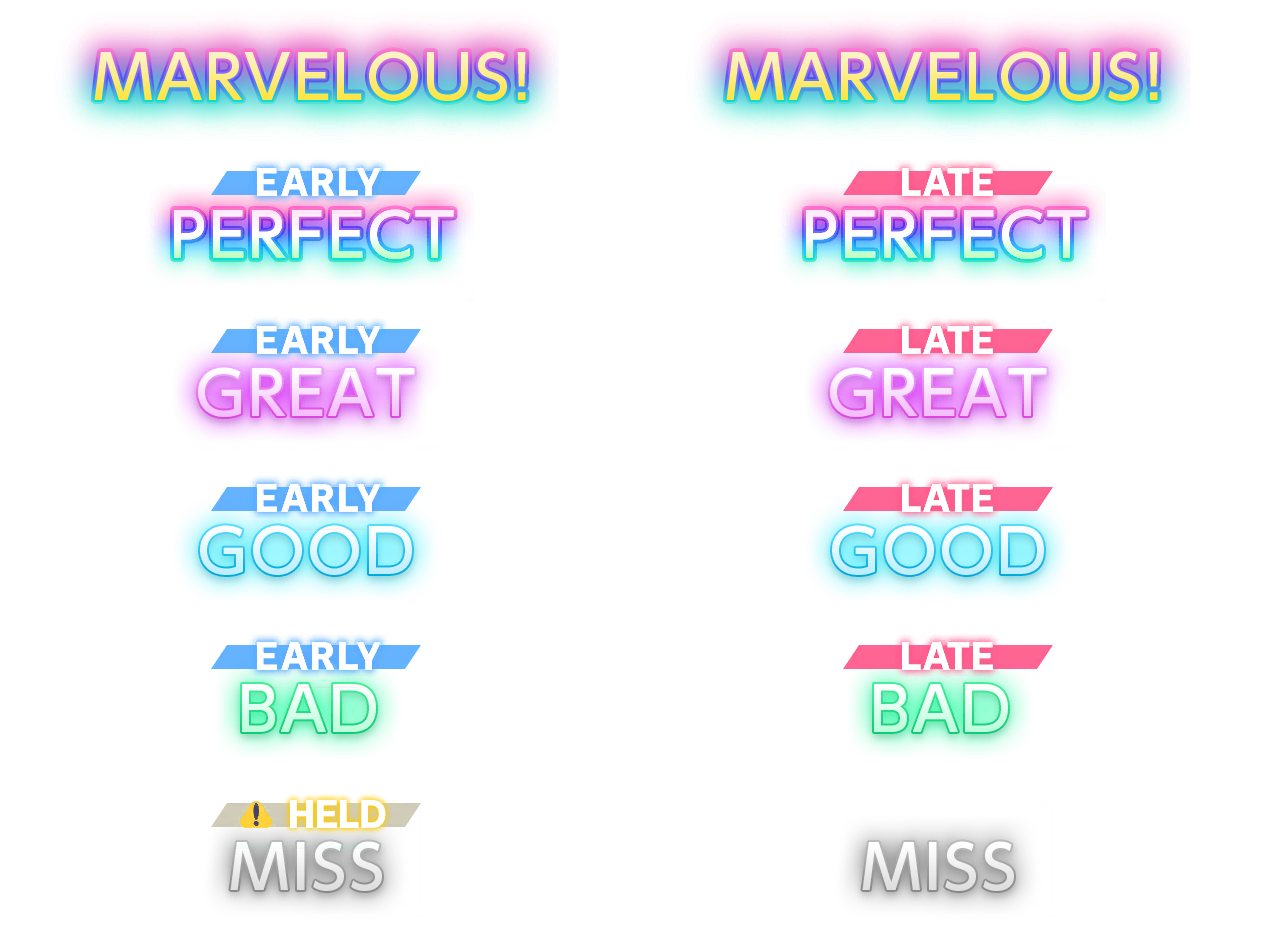 MARVELOUS! MARVELOUS!
EARLY LATE
PERFECT PERFECT
EARLY LATE
GREAT GREAT
EARLY LATE
GOOD GOOD
EARLY LATE
BAD BAD
⚠ HELD
MISS MISS